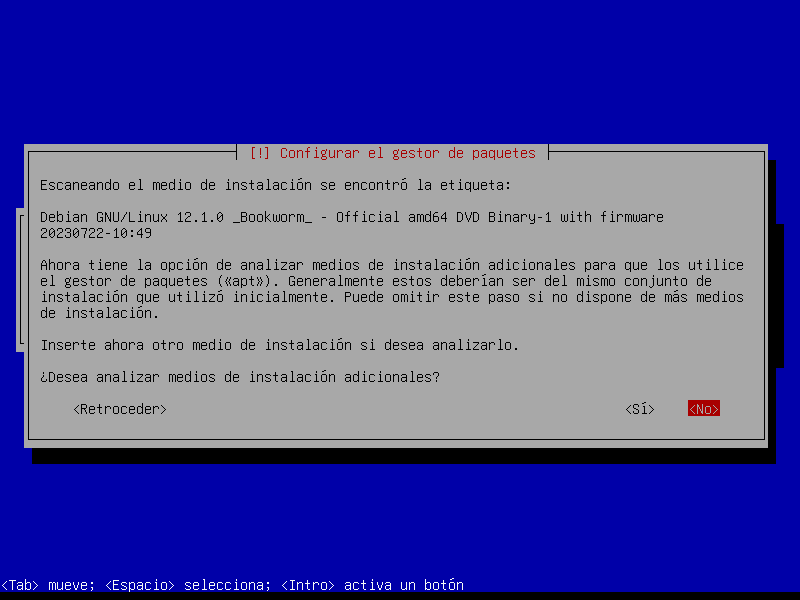 [!] Configurar el gestor de paquetes
Escaneando el medio de instalación se encontró la etiqueta:
Debian GNU/Linux 12.1.0 _Bookworm_ - Official amd64 DVD Binary-1 with firmware
20230722-10:49
Ahora tiene la opción de analizar medios de instalación adicionales para que los utilice
el gestor de paquetes («apt»). Generalmente estos deberían ser del mismo conjunto de
instalación que utilizó inicialmente. Puede omitir este paso si no dispone de más medios
de instalación.
Inserte ahora otro medio de instalación si desea analizarlo.
¿Desea analizar medios de instalación adicionales?
<Retroceder> <Sí> <No>
<Tab> mueve; <Espacio> selecciona; <Intro> activa un botón